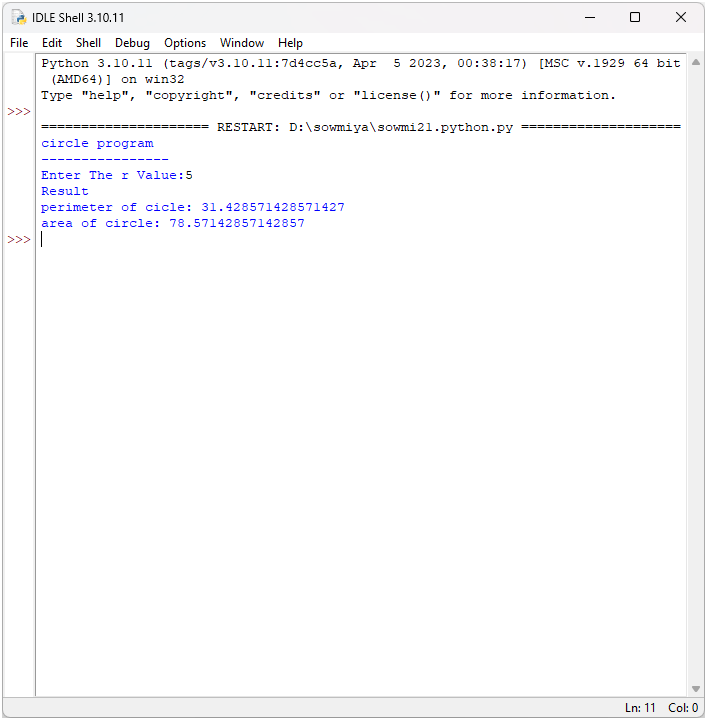 IDLE Shell 3.10.11
File Edit Shell Debug Options Window Help
Python 3.10.11 (tags/v3.10.11:7d4cc5a, Apr  5 2023, 00:38:17) [MSC v.1929 64 bit
(AMD64)] on win32
Type "help", "copyright", "credits" or "license()" for more information.
>>>
===================== RESTART: D:\sowmiya\sowmi21.python.py ====================
circle program
----------------
Enter The r Value:5
Result
perimeter of cicle: 31.428571428571427
area of circle: 78.57142857142857
>>>
Ln: 11 Col: 0